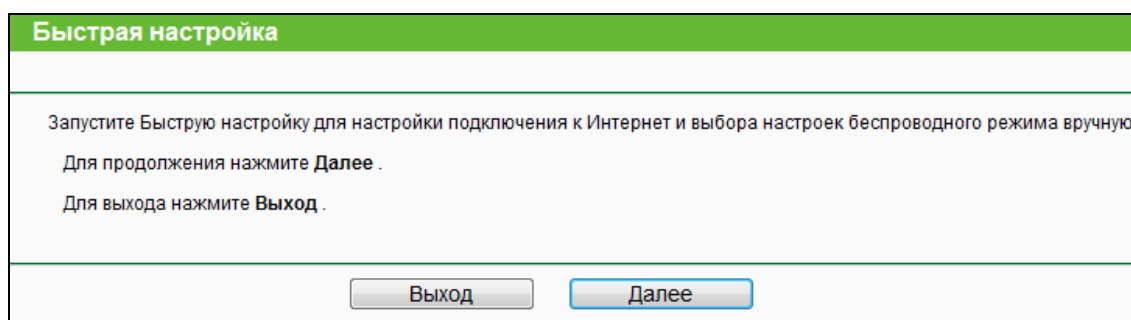 Быстрая настройка
Запустите Быструю настройку для настройки подключения к Интернет и выбора настроек беспроводного режима вручную
Для продолжения нажмите Далее .
Для выхода нажмите Выход .
Выход Далее